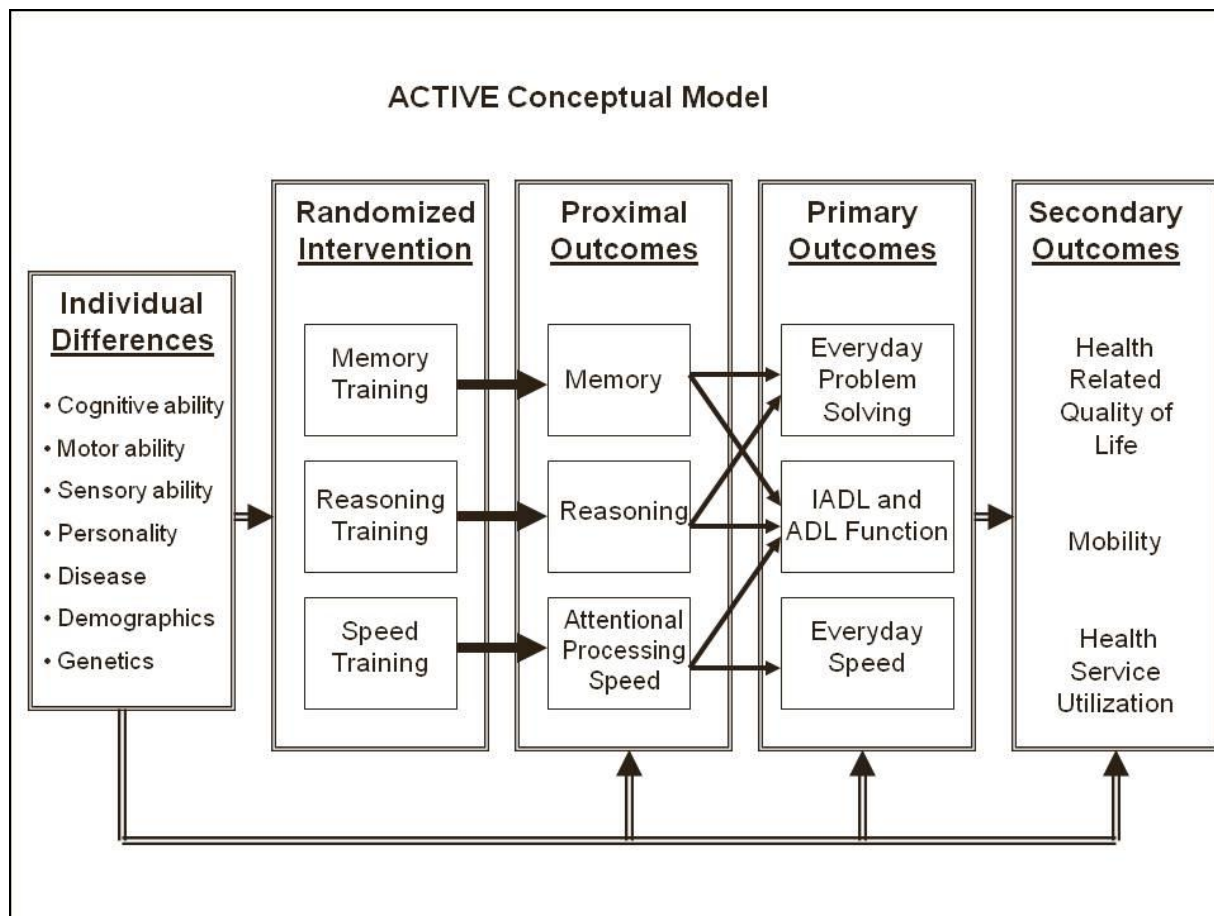 ACTIVE Conceptual Model
Individual
Differences
• Cognitive ability
• Motor ability
• Sensory ability
• Personality
• Disease
• Demographics
• Genetics
Randomized
Intervention
Memory
Training
Reasoning
Training
Speed
Training
Proximal
Outcomes
Memory
Reasoning
Attentional
Processing
Speed
Primary
Outcomes
Everyday
Problem
Solving
IADL and
ADL Function
Everyday
Speed
Secondary
Outcomes
Health
Related
Quality of
Life
Mobility
Health
Service
Utilization